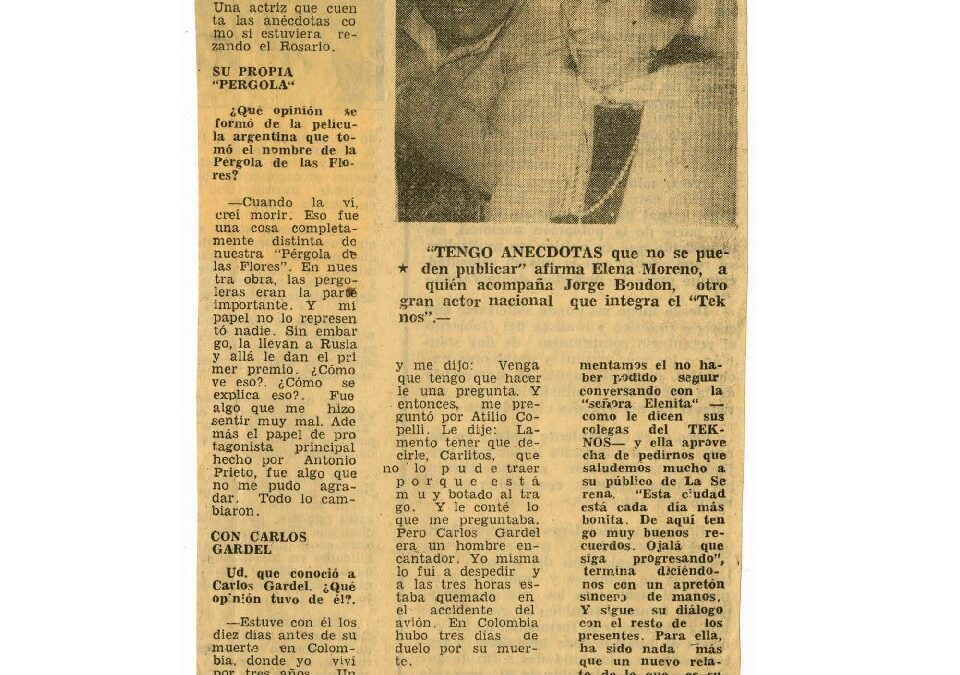 Una actriz que cuen
ta las anécdotas co
mo si estuviera re-
zando el Rosario.
SU PROPIA
"PERGOLA"
¿Qué opinión se
formó de la pelicu-
la argentina que to-
mó el nombre de la
Pérgola de las Flo-
res?
—Cuando la ví,
creí morir. Eso fue
una cosa completa-
mente distinta de
nuestra "Pérgola de
las Flores". En nues
tra obra, las pergo-
leras eran la parte
importante. Y mi
papel no lo represen
tó nadie. Sin embar
go, la llevan a Rusia
y allá le dan el pri
mer premio. ¿Cómo
ve eso?. ¿Cómo se
explica eso?. Fue
algo que me hizo
sentir muy mal. Ade
más el papel de pro
tagonista principal
hecho por Antonio
Prieto, fue algo que
no me pudo agra-
dar. Todo lo cam-
biaron.
CON CARLOS
GARDEL
Ud. que conoció a
Carlos Gardel. ¿Qué
opinión tuvo de él?.
—Estuve con él los
diez días antes de su
muerte en Colom-
bia, donde yo viví
por tres años. Un
"TENGO ANECDOTAS que no se pue-
★ den publicar" afirma Elena Moreno, a
quién acompaña Jorge Boudon, otro
gran actor nacional que integra el "Tek
nos".—
y me dijo: Venga
que tengo que hacer
le una pregunta. Y
entonces, me pre-
guntó por Atilio Co-
pelli. Le dije: La-
mento tener que de-
cirle, Carlitos, que
no lo pude traer
porque está
muy botado al tra
go. Y le conté lo
que me preguntaba.
Pero Carlos Gardel
era un hombre en-
cantador. Yo misma
lo fui a despedir y
a las tres horas es-
taba quemado en
el accidente del
avión. En Colombia
hubo tres días de
duelo por su muer-
te.
mentamos el no ha-
ber podido seguir
conversando con la
"señora Elenita" —
como le dicen sus
colegas del TEK-
NOS— y ella aprove
cha de pedirnos que
saludemos mucho a
su público de La Se
rena. "Esta ciudad
está cada día más
bonita. De aquí ten
go muy buenos re-
cuerdos. Ojalá que
siga progresando",
termina diciéndo-
nos con un apretón
sincero de manos.
Y sigue su diálogo
con el resto de los
presentes. Para ella,
ha sido nada más
que un nuevo rela-
to de lo que es su